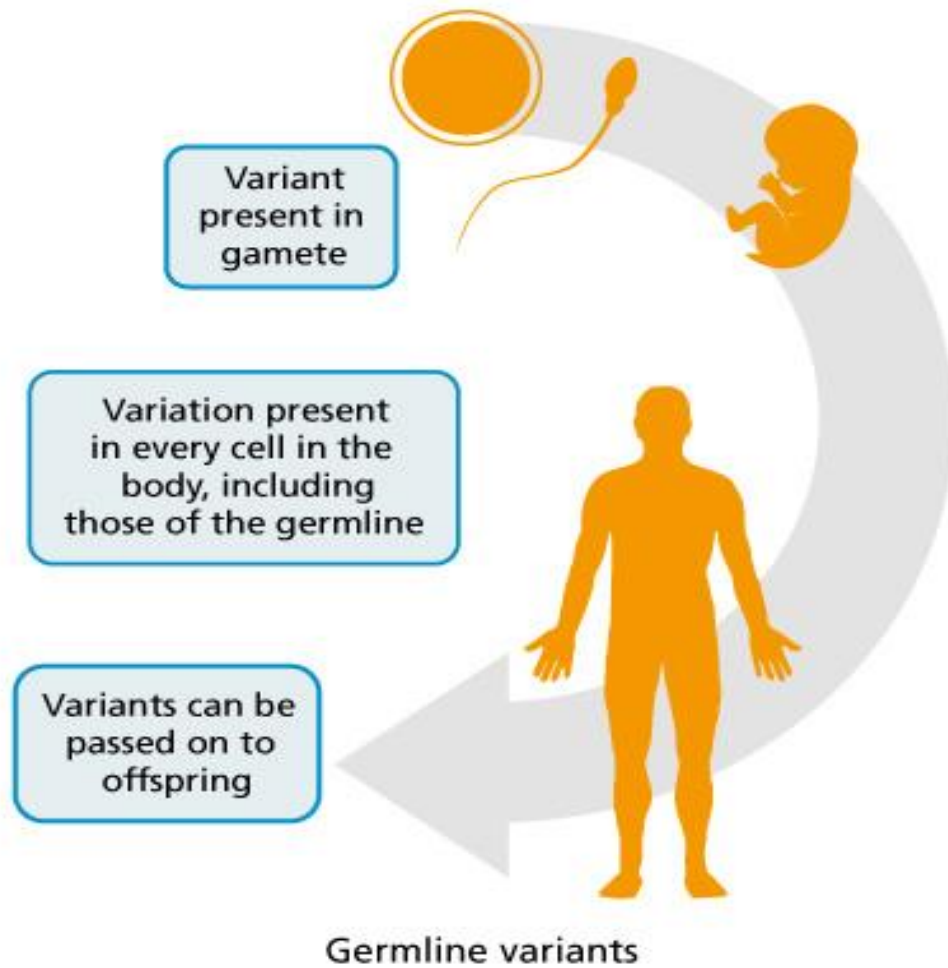 Variant
present in
gamete
Variation present
in every cell in the
body, including
those of the germline
Variants can be
passed on to
offspring
Germline variants